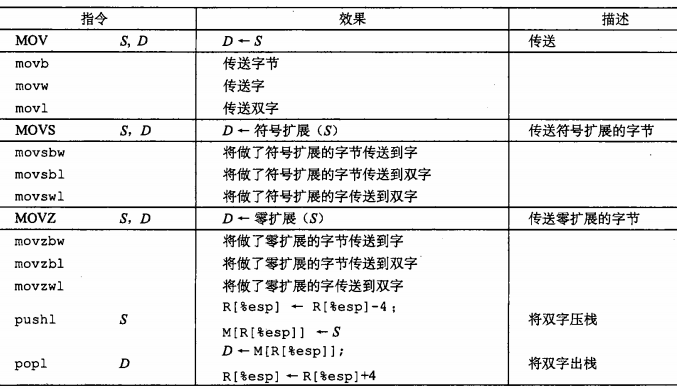 指令 效果 描述
MOV S, D D ← S 传送
movb 传送字节
movw 传送字
movl 传送双字
MOVS S, D D ← 符号扩展（S） 传送符号扩展的字节
movsbw 将做了符号扩展的字节传送到字
movsbl 将做了符号扩展的字节传送到双字
movswl 将做了符号扩展的字传送到双字
MOVZ S, D D ← 零扩展（S） 传送零扩展的字节
movzbw 将做了零扩展的字节传送到字
movzbl 将做了零扩展的字节传送到双字
movzwl 将做了零扩展的字传送到双字
pushl S R[%esp] ← R[%esp]-4; 将双字压栈
M[R[%esp]] ← S
popl D D ← M[R[%esp]]; 将双字出栈
R[%esp] ← R[%esp]+4